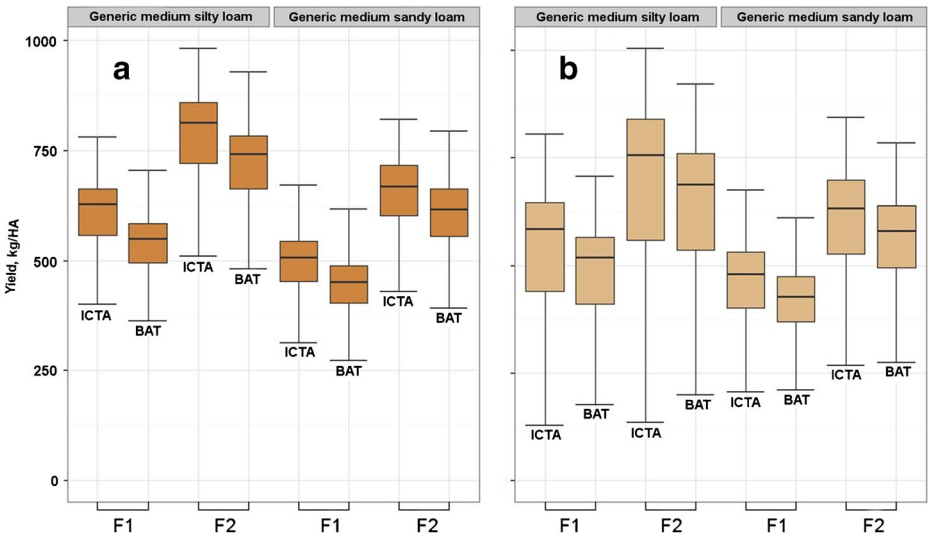 Generic medium silty loam Generic medium sandy loam
a
1000
750
500
250
0
Yield, kg/HA
ICTA
BAT
ICTA
BAT
ICTA
BAT
ICTA
BAT
F1 F2 F1 F2
Generic medium silty loam Generic medium sandy loam
b
ICTA
BAT
ICTA
BAT
ICTA
BAT
ICTA
BAT
F1 F2 F1 F2